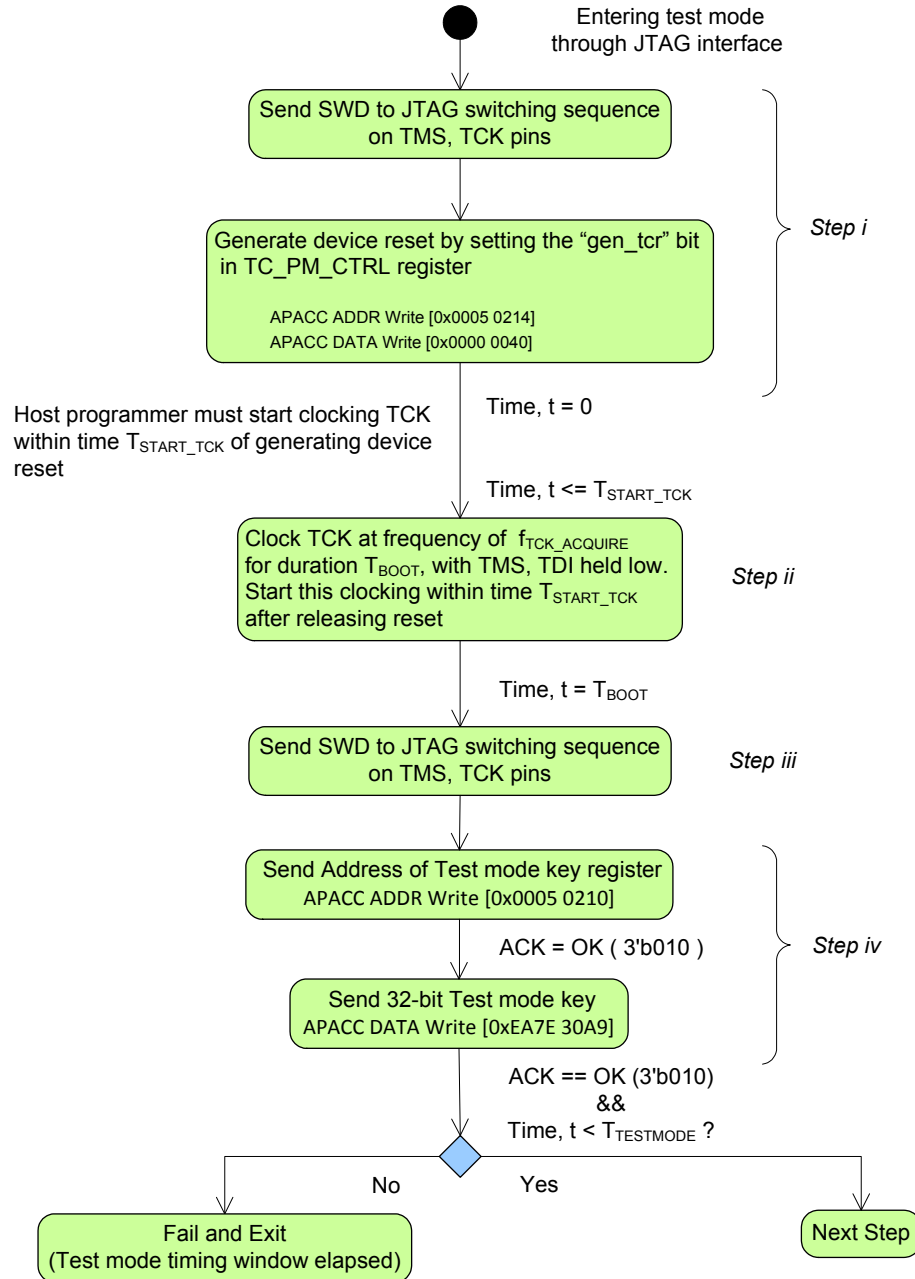 Entering test mode
through JTAG interface
Send SWD to JTAG switching sequence
on TMS, TCK pins
Generate device reset by setting the “gen_tcr” bit
in TC_PM_CTRL register
APACC ADDR Write [0x0005 0214]
APACC DATA Write [0x0000 0040]
Step i
Time, t = 0
Host programmer must start clocking TCK
within time TSTART_TCK of generating device
reset
Time, t <= TSTART_TCK
Clock TCK at frequency of fTCK_ACQUIRE
for duration TBOOT, with TMS, TDI held low.
Start this clocking within time TSTART_TCK
after releasing reset
Step ii
Time, t = TBOOT
Send SWD to JTAG switching sequence
on TMS, TCK pins
Step iii
Send Address of Test mode key register
APACC ADDR Write [0x0005 0210]
ACK = OK ( 3'b010 )
Step iv
Send 32-bit Test mode key
APACC DATA Write [0xEA7E 30A9]
ACK == OK (3'b010)
&&
Time, t < TTESTMODE ?
No
Yes
Fail and Exit
(Test mode timing window elapsed)
Next Step